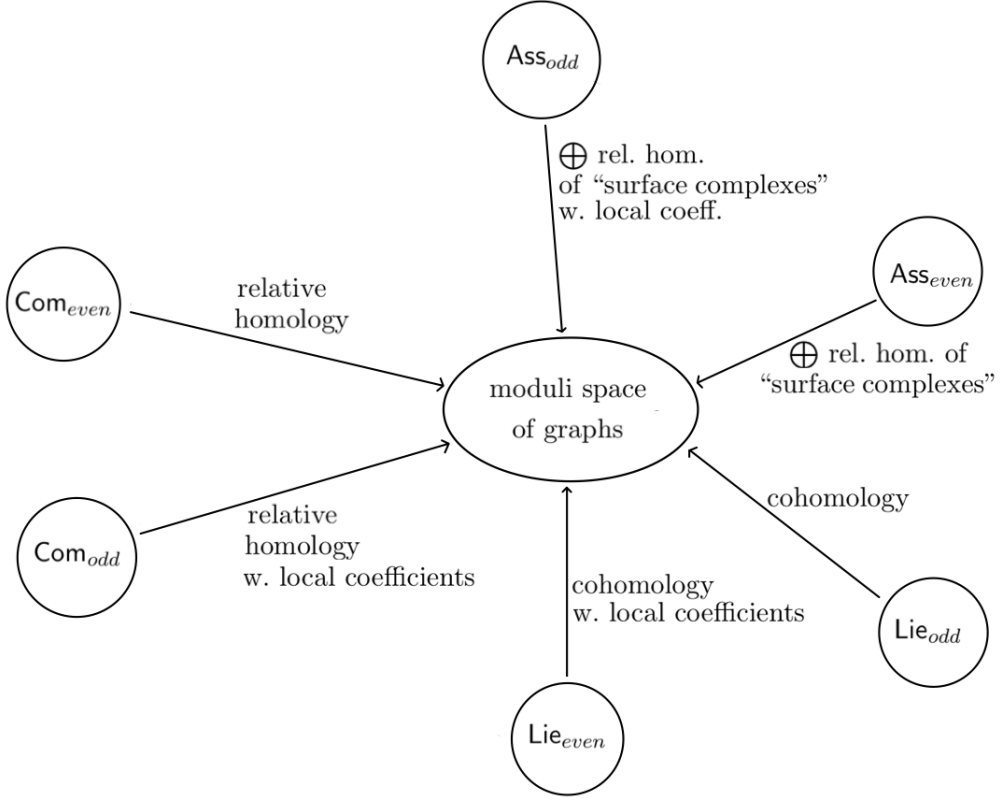 Ass_odd
⊕ rel. hom.
of “surface complexes”
w. local coeff.
Ass_even
⊕ rel. hom. of
“surface complexes”
Com_even
relative
homology
moduli space
of graphs
Com_odd
relative
homology
w. local coefficients
cohomology
Lie_odd
cohomology
w. local coefficients
Lie_even